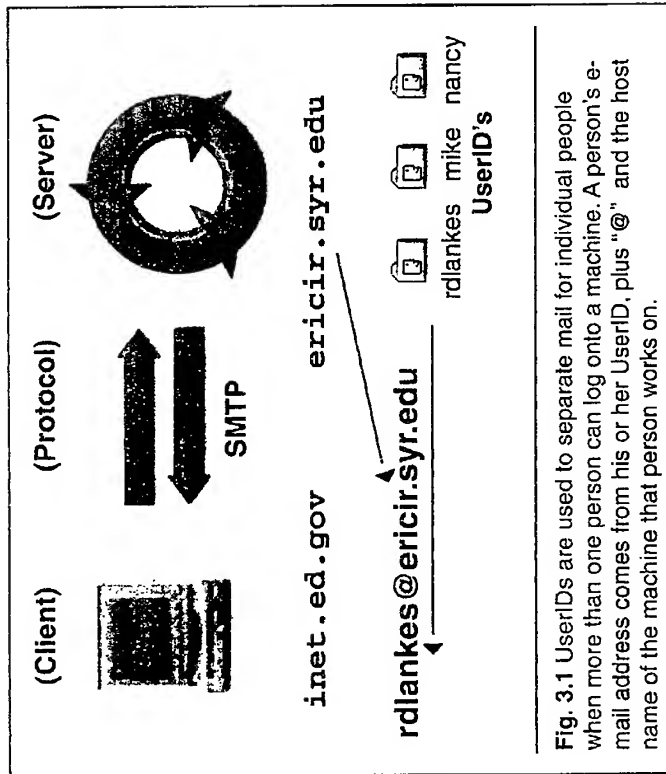 (Client) (Protocol) (Server)
SMTP
inet.ed.gov ericir.syr.edu
rdlankes@ericir.syr.edu
rdlankes mike nancy
UserID's
Fig. 3.1 UserIDs are used to separate mail for individual people
when more than one person can log onto a machine. A person's e-
mail address comes from his or her UserID, plus "@" and the host
name of the machine that person works on.